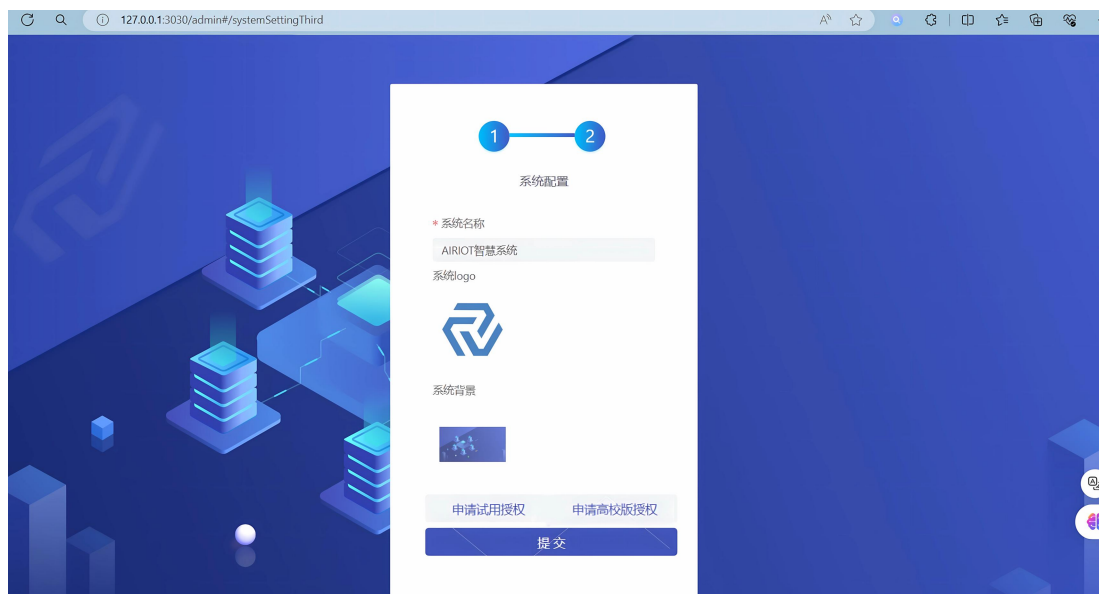 127.0.0.1:3030/admin#/systemSettingThird
1 2
系统配置
* 系统名称
AIRIOT智慧系统
系统logo
系统背景
申请试用授权 申请高校版授权
提交